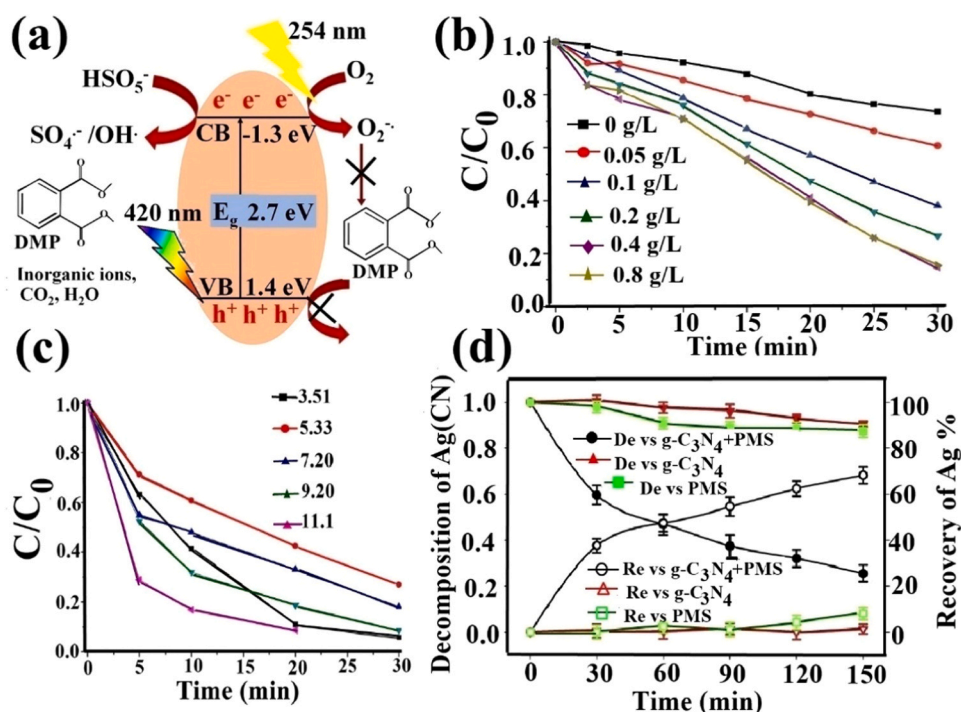 (a)
254 nm
HSO₅⁻
O₂
e⁻ e⁻ e⁻
CB -1.3 eV
SO₄·⁻ /OH·
O₂⁻·
420 nm
E_g 2.7 eV
DMP
DMP
Inorganic ions,
CO₂, H₂O
VB 1.4 eV
h⁺ h⁺ h⁺
(b)
C/C₀
1.0
0.8
0.6
0.4
0.2
0.0
0 g/L
0.05 g/L
0.1 g/L
0.2 g/L
0.4 g/L
0.8 g/L
0 5 10 15 20 25 30
Time (min)
(c)
C/C₀
1.0
0.8
0.6
0.4
0.2
0.0
3.51
5.33
7.20
9.20
11.1
0 5 10 15 20 25 30
Time (min)
(d)
Decomposition of Ag(CN)
1.0
0.8
0.6
0.4
0.2
0.0
De vs g-C₃N₄+PMS
De vs g-C₃N₄
De vs PMS
Re vs g-C₃N₄+PMS
Re vs g-C₃N₄
Re vs PMS
100
80
60
40
20
0
Recovery of Ag %
0 30 60 90 120 150
Time (min)